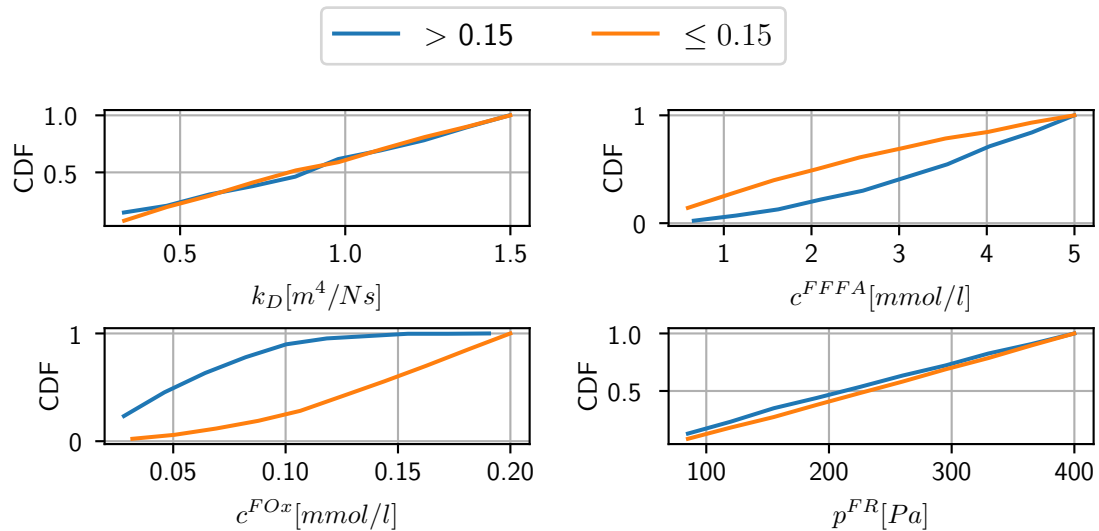 > 0.15 ≤ 0.15
CDF
1.0
0.5
0.5 1.0 1.5
k_D[m^4/Ns]
CDF
1
0
1 2 3 4 5
c^{FFFA}[mmol/l]
CDF
1
0
0.05 0.10 0.15 0.20
c^{FOx}[mmol/l]
CDF
0.5
100 200 300 400
p^{FR}[Pa]